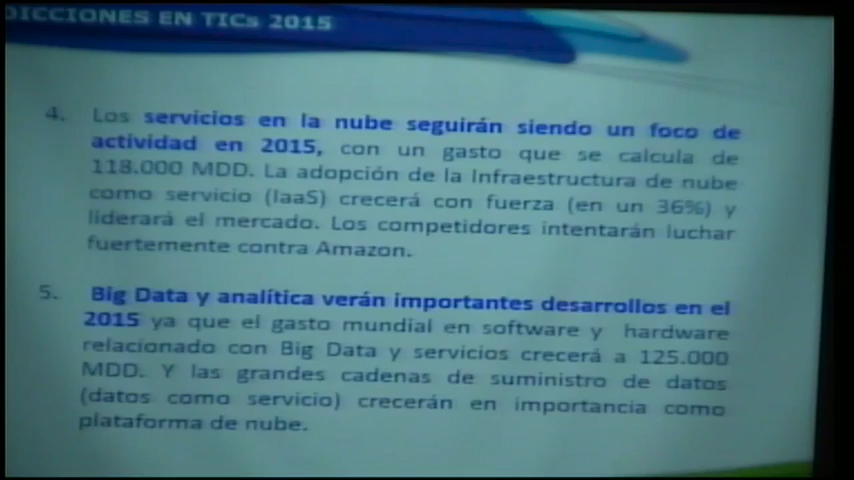 DICCIONES EN TICs 2015
4. Los servicios en la nube seguirán siendo un foco de
actividad en 2015, con un gasto que se calcula de
118.000 MDD. La adopción de la Infraestructura de nube
como servicio (IaaS) crecerá con fuerza (en un 36%) y
liderará el mercado. Los competidores intentarán luchar
fuertemente contra Amazon.
5. Big Data y analítica verán importantes desarrollos en el
2015 ya que el gasto mundial en software y hardware
relacionado con Big Data y servicios crecerá a 125.000
MDD. Y las grandes cadenas de suministro de datos
(datos como servicio) crecerán en importancia como
plataforma de nube.